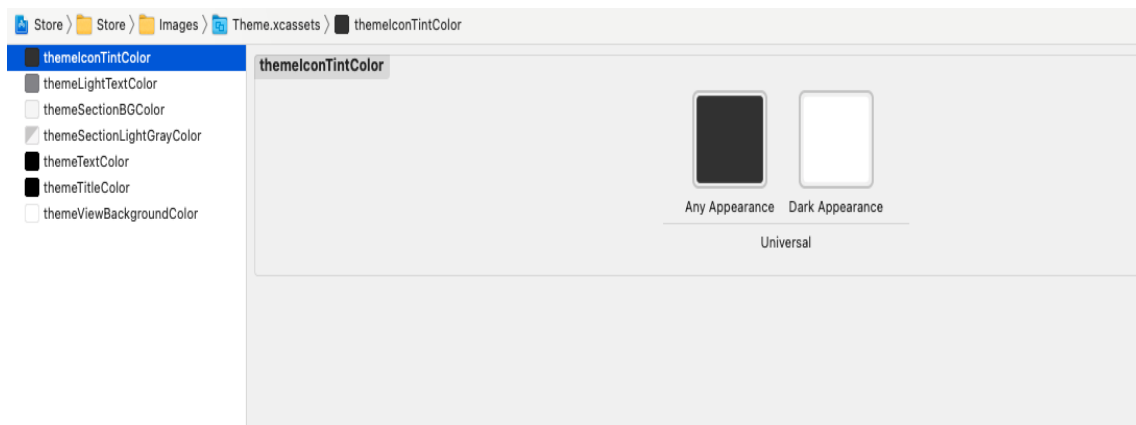 Store 〉 Store 〉 Images 〉 Theme.xcassets 〉 themeIconTintColor
themeIconTintColor
themeLightTextColor
themeSectionBGColor
themeSectionLightGrayColor
themeTextColor
themeTitleColor
themeViewBackgroundColor
themeIconTintColor
Any Appearance Dark Appearance
Universal